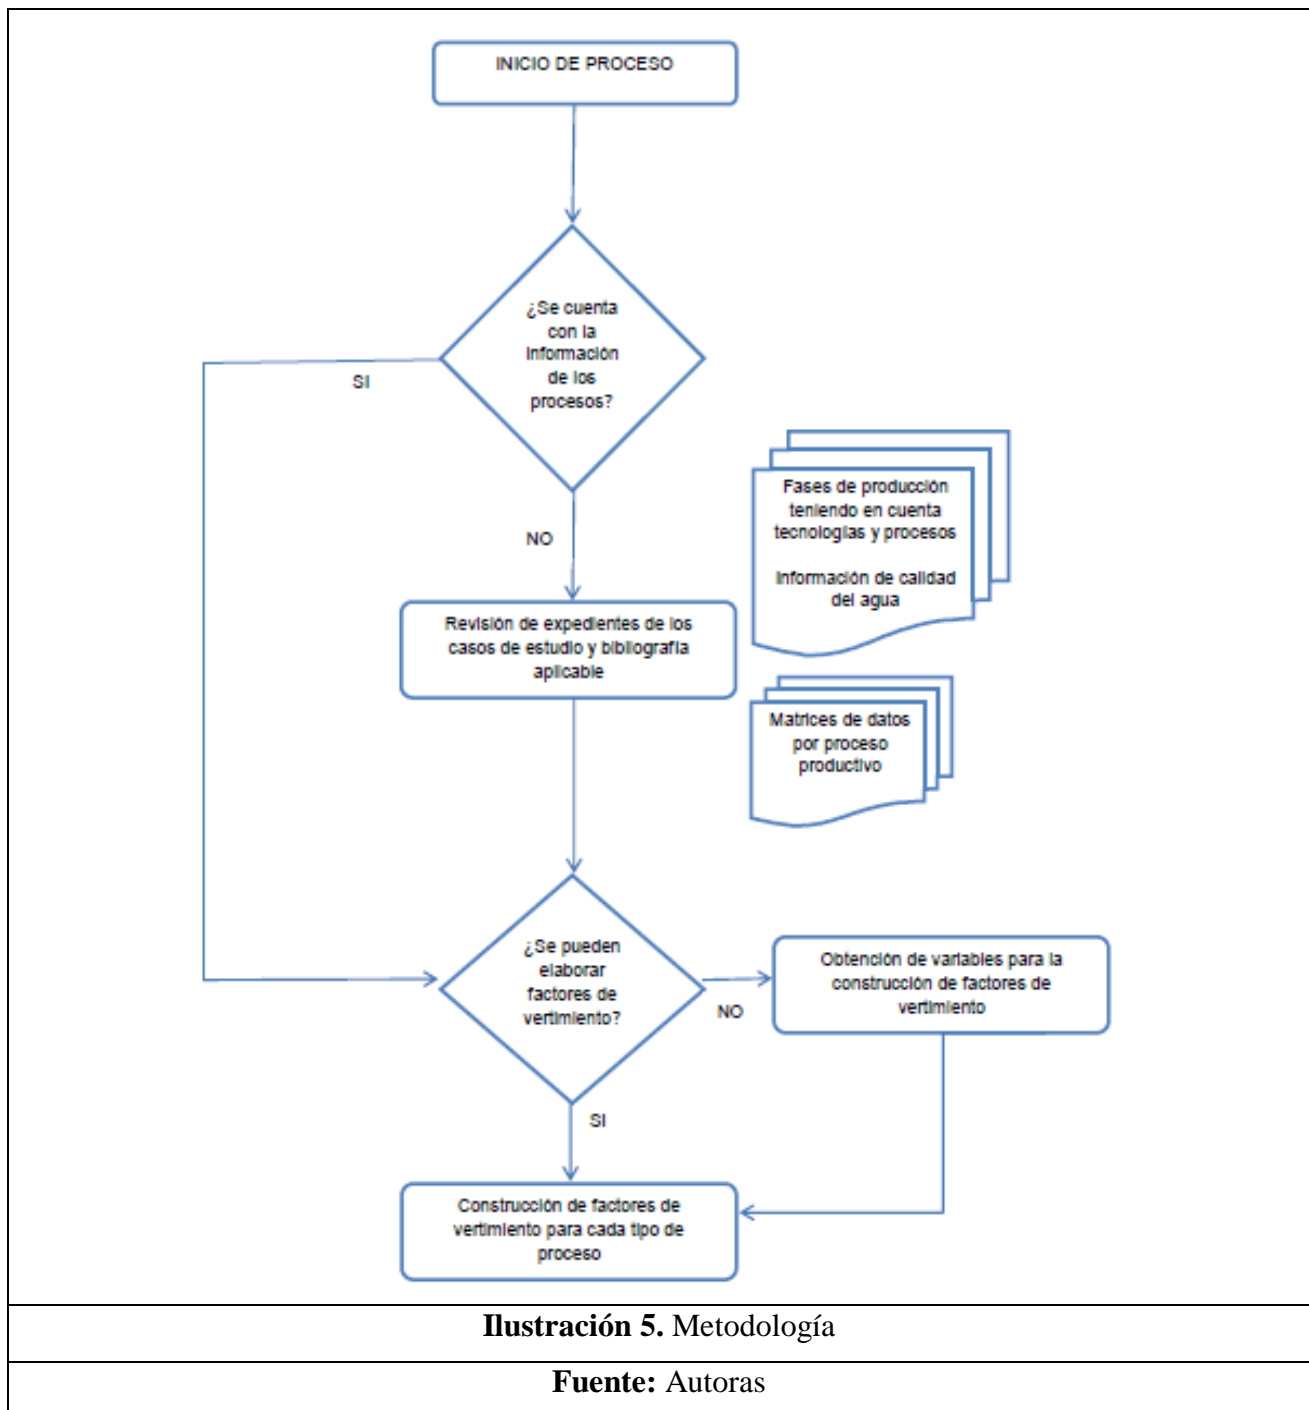 INICIO DE PROCESO
¿Se cuenta
con la
información
de los
procesos?
SI
NO
Fases de producción
teniendo en cuenta
tecnologías y procesos
Información de calidad
del agua
Revisión de expedientes de los
casos de estudio y bibliografía
aplicable
Matrices de datos
por proceso
productivo
¿Se pueden
elaborar
factores de
vertimiento?
NO
Obtención de variables para la
construcción de factores de
vertimiento
SI
Construcción de factores de
vertimiento para cada tipo de
proceso
Ilustración 5. Metodología
Fuente: Autoras